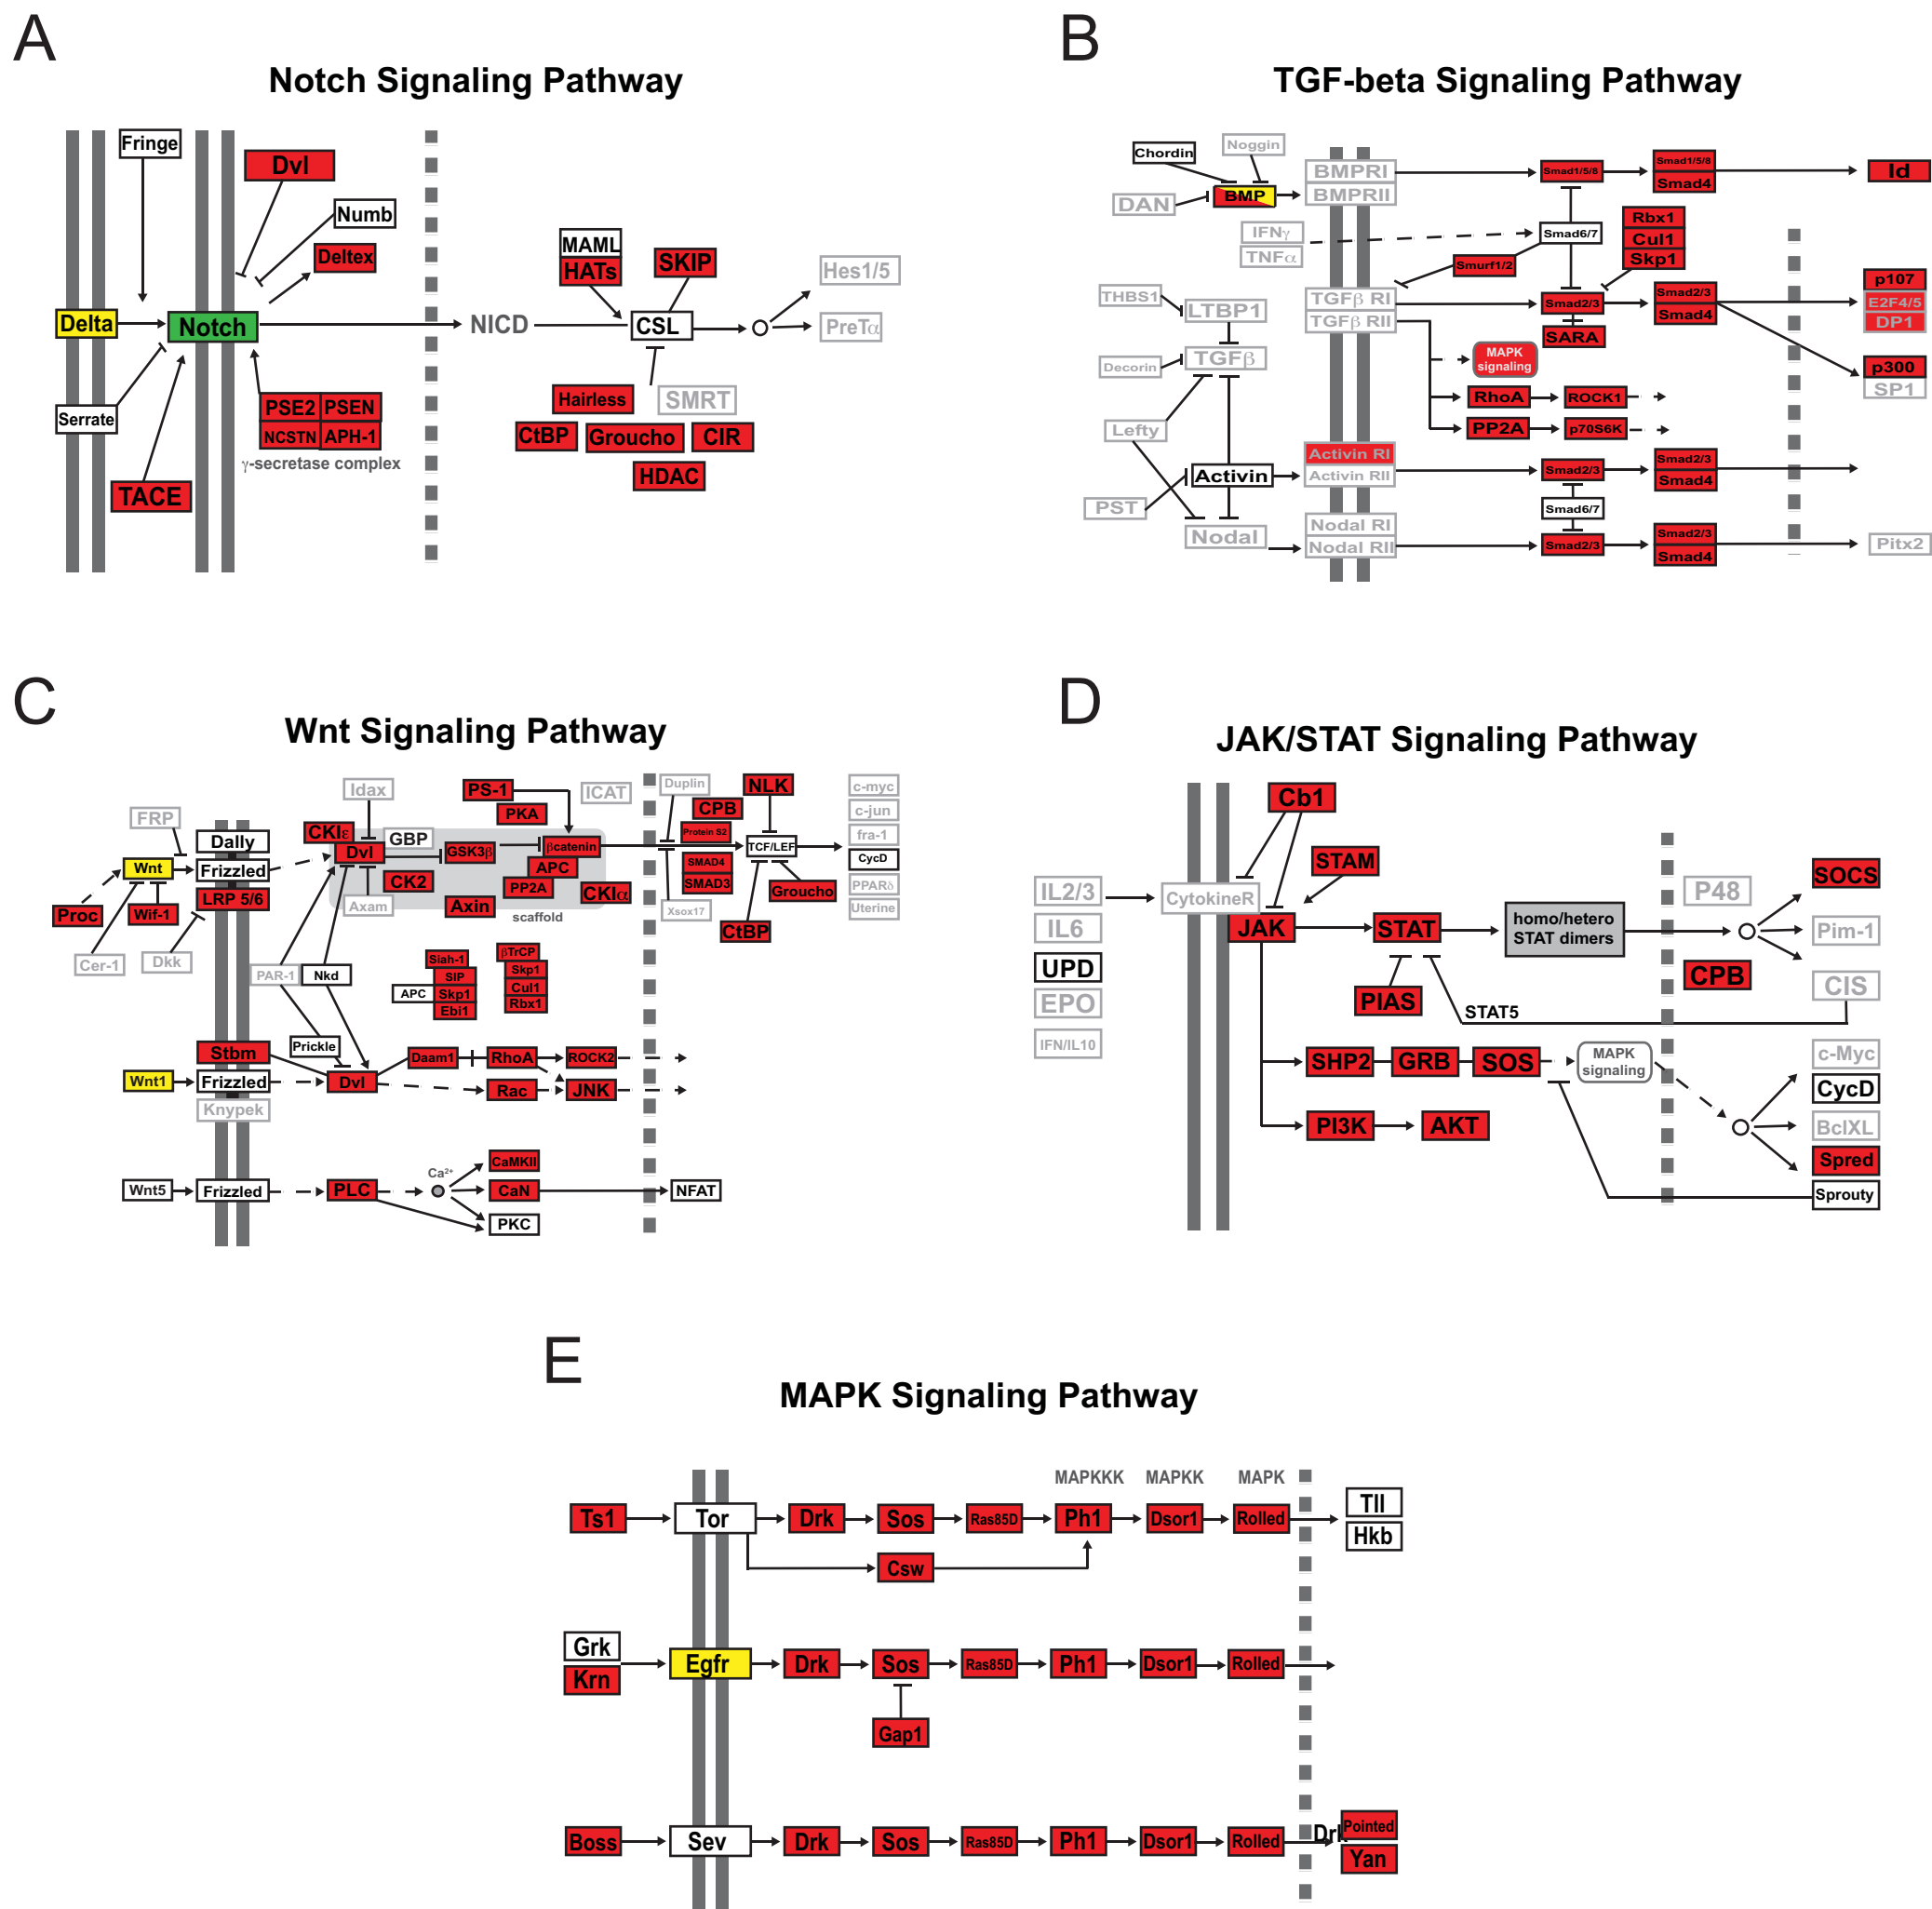 A
Notch Signaling Pathway
Fringe
Dvl
Numb
Deltex
MAML
HATs
SKIP
Hes1/5
Delta
Notch
NICD
CSL
PreTα
Serrate
PSE2 PSEN
NCSTN APH-1
γ-secretase complex
TACE
Hairless
SMRT
CtBP
Groucho
CIR
HDAC
B
TGF-beta Signaling Pathway
Chordin
Noggin
DAN
BMP
BMPRI
BMPRII
Smad1/5/8
Smad1/5/8
Smad4
Id
IFNγ
TNFα
Smad6/7
Rbx1
Cul1
Skp1
Smurf1/2
THBS1
LTBP1
TGFβ RI
TGFβ RII
Smad2/3
Smad2/3
Smad4
p107
E2F4/5
DP1
SARA
Decorin
TGFβ
MAPK
signaling
p300
SP1
RhoA
ROCK1
Lefty
PP2A
p70S6K
Activin
Activin RI
Activin RII
Smad2/3
Smad2/3
Smad4
PST
Smad6/7
Nodal
Nodal RI
Nodal RII
Smad2/3
Smad2/3
Smad4
Pitx2
C
Wnt Signaling Pathway
Idax
PS-1
PKA
ICAT
Duplin
NLK
CPB
c-myc
c-jun
FRP
Dally
CKIε
GBP
Protein S2
fra-1
Wnt
Frizzled
Dvl
GSK3β
βcatenin
TCF/LEF
CycD
APC
SMAD4
LRP 5/6
CK2
PP2A
CKIα
SMAD3
Groucho
PPARδ
Proc
Wif-1
Axam
Axin
scaffold
Xsox17
Uterine
CtBP
Cer-1
Dkk
PAR-1
Nkd
Siah-1
SIP
APC
Skp1
Ebi1
βTrCP
Skp1
Cul1
Rbx1
Stbm
Prickle
Daam1
RhoA
ROCK2
Wnt1
Frizzled
Dvl
Rac
JNK
Knypek
Wnt5
Frizzled
PLC
Ca²⁺
CaMKII
CaN
PKC
NFAT
D
JAK/STAT Signaling Pathway
Cb1
STAM
IL2/3
CytokineR
P48
SOCS
IL6
JAK
STAT
homo/hetero
STAT dimers
Pim-1
UPD
CPB
CIS
EPO
PIAS
STAT5
IFN/IL10
SHP2
GRB
SOS
MAPK
signaling
c-Myc
CycD
PI3K
AKT
BclXL
Spred
Sprouty
E
MAPK Signaling Pathway
MAPKKK
MAPKK
MAPK
Ts1
Tor
Drk
Sos
Ras85D
Ph1
Dsor1
Rolled
Tll
Hkb
Csw
Grk
Krn
Egfr
Drk
Sos
Ras85D
Ph1
Dsor1
Rolled
Gap1
Boss
Sev
Drk
Sos
Ras85D
Ph1
Dsor1
Rolled
Drk
Pointed
Yan